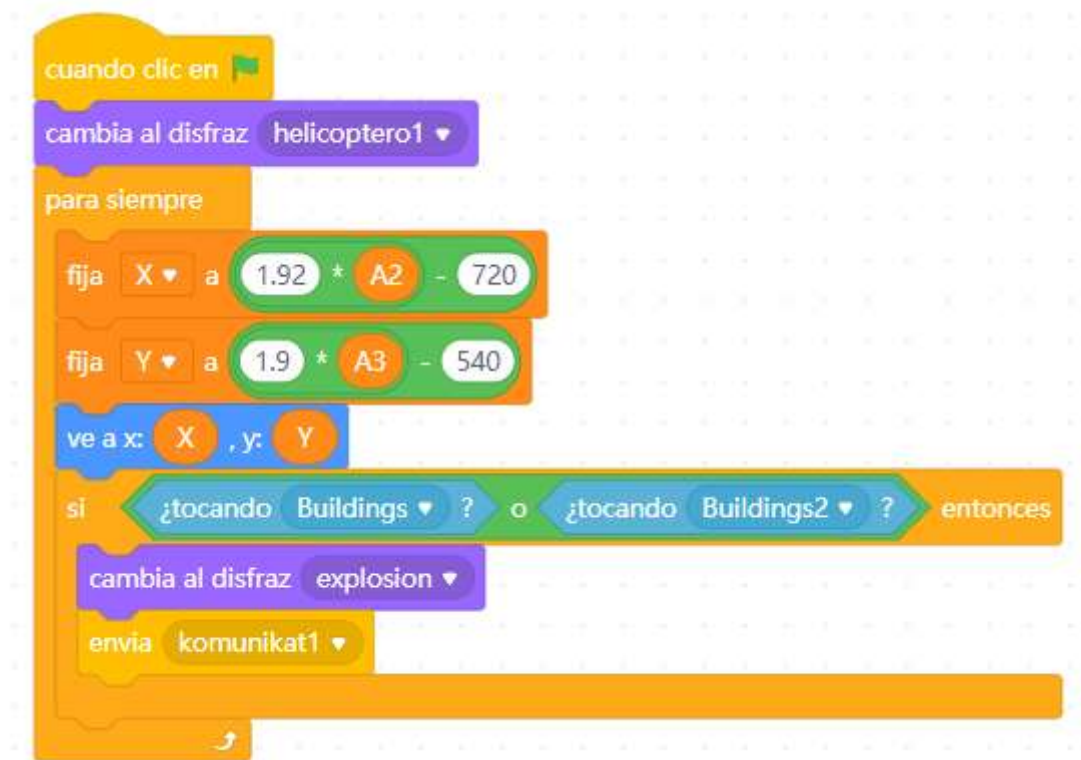 cuando clic en
cambia al disfraz helicoptero1
para siempre
fija X a 1.92 * A2 - 720
fija Y a 1.9 * A3 - 540
ve a x: X , y: Y
si ¿tocando Buildings ? o ¿tocando Buildings2 ? entonces
cambia al disfraz explosion
envia komunikat1